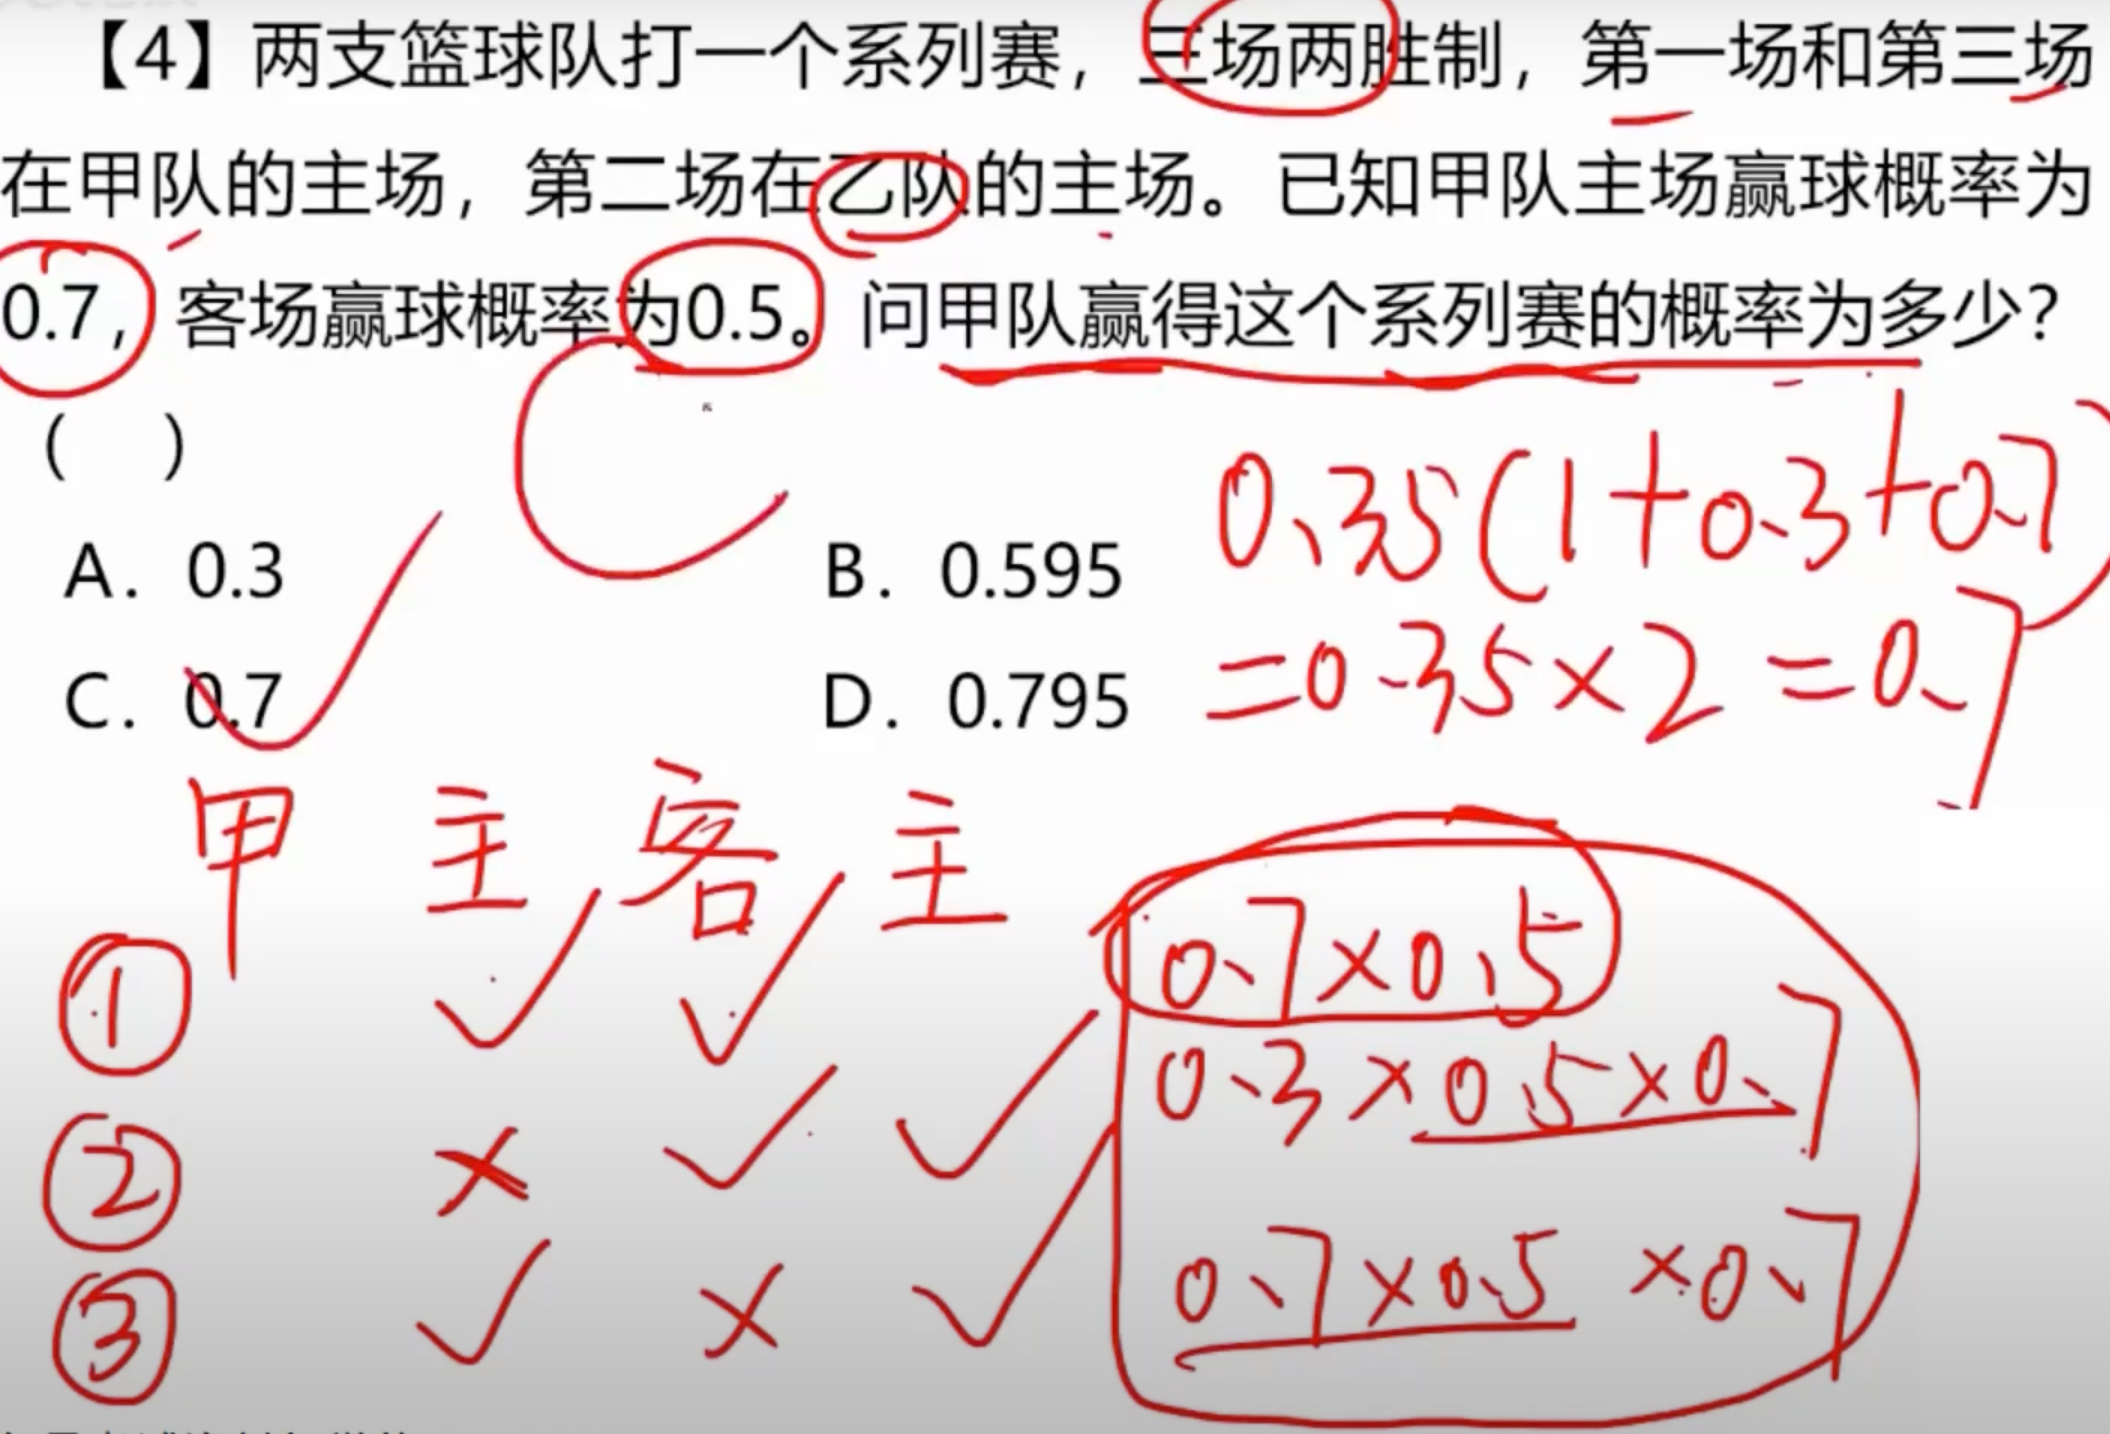 【4】两支篮球队打一个系列赛，三场两胜制，第一场和第三场
在甲队的主场，第二场在乙队的主场。已知甲队主场赢球概率为
0.7，客场赢球概率为0.5。问甲队赢得这个系列赛的概率为多少？
（ ）
A．0.3 B．0.595
C．0.7 D．0.795
0.35(1+0.3+0.7)
=0.35×2=0.7
甲 主 客 主
① ✓ ✓ 0.7×0.5
② × ✓ ✓ 0.3×0.5×0.7
③ ✓ × ✓ 0.7×0.5×0.7